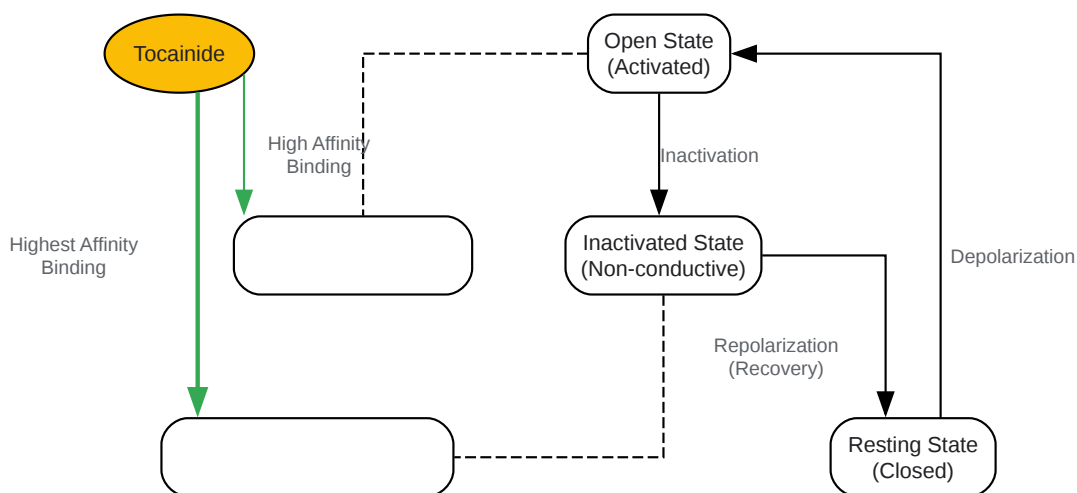 Tocainide
Open State
(Activated)
High Affinity
Binding
Inactivation
Highest Affinity
Binding
Inactivated State
(Non-conductive)
Depolarization
Repolarization
(Recovery)
Resting State
(Closed)